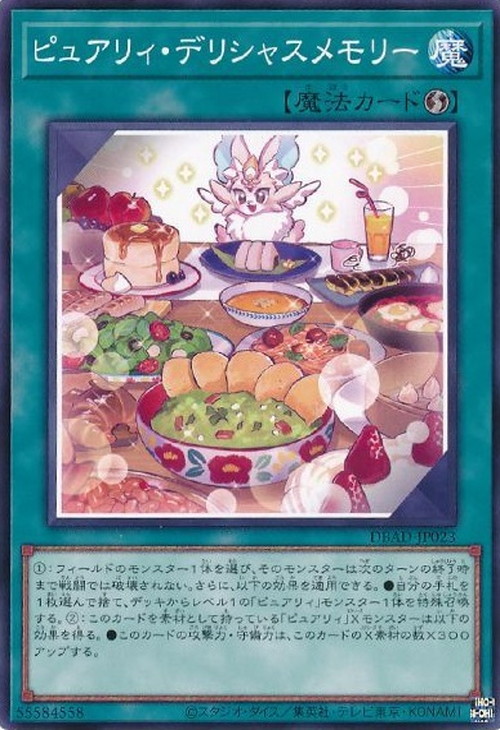 ピュアリィ・デリシャスメモリー
魔
【魔法カード】
DBAD-JP023
①:フィールドのモンスター1体を選び、そのモンスターは次のターンの終了時
まで戦闘では破壊されない。さらに、以下の効果を適用できる。●自分の手札を
1枚選んで捨て、デッキからレベル1の「ピュアリィ」モンスター1体を特殊召喚
する。②:このカードを素材として持っている「ピュアリィ」Xモンスターは以下の
効果を得る。●このカードの攻撃力・守備力は、このカードのX素材の数×300
アップする。
55584558
©スタジオ・ダイス/集英社・テレビ東京・KONAMI